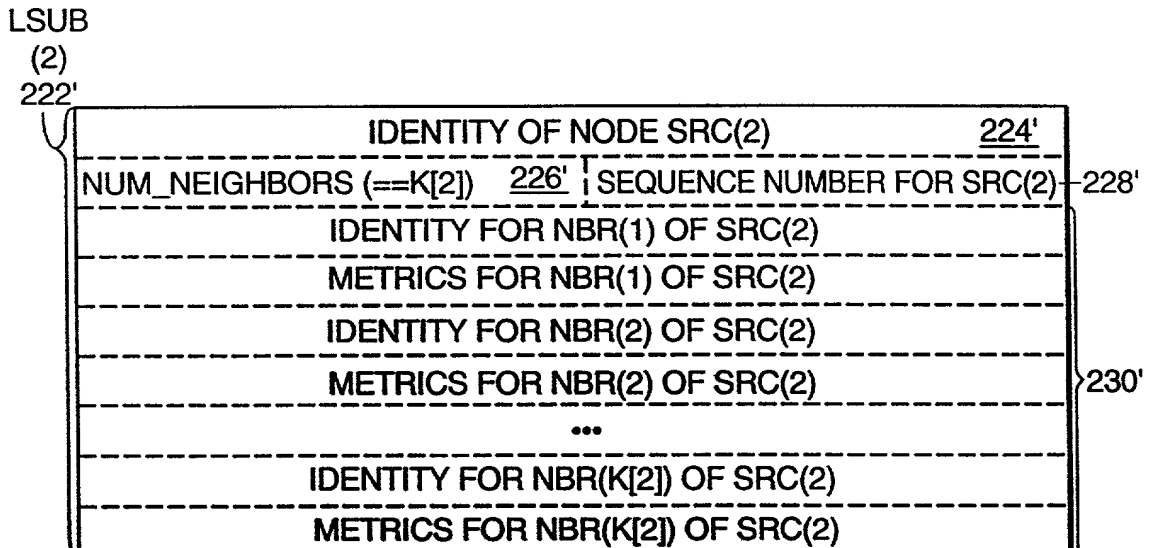 LSUB
(2)
222'
IDENTITY OF NODE SRC(2) 224'
NUM_NEIGHBORS (==K[2]) 226' SEQUENCE NUMBER FOR SRC(2) 228'
IDENTITY FOR NBR(1) OF SRC(2)
METRICS FOR NBR(1) OF SRC(2)
IDENTITY FOR NBR(2) OF SRC(2)
METRICS FOR NBR(2) OF SRC(2) 230'
•••
IDENTITY FOR NBR(K[2]) OF SRC(2)
METRICS FOR NBR(K[2]) OF SRC(2)